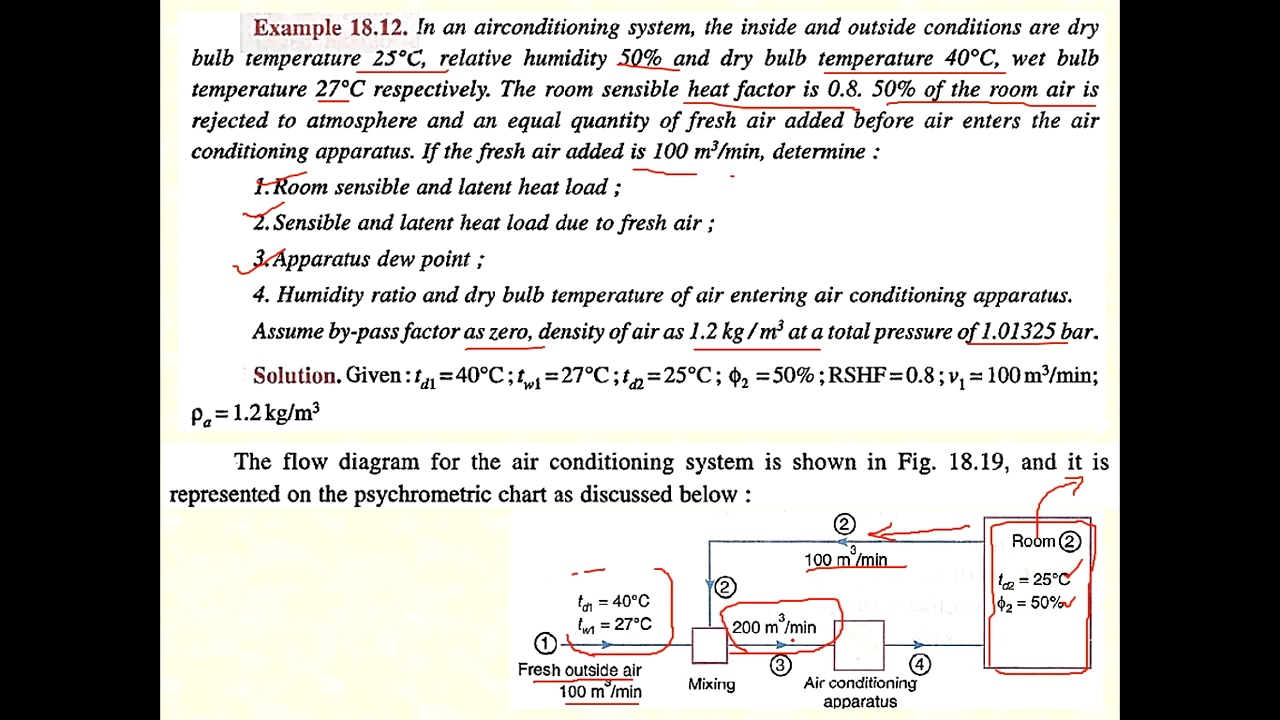 Example 18.12. In an airconditioning system, the inside and outside conditions are dry
bulb temperature 25°C, relative humidity 50% and dry bulb temperature 40°C, wet bulb
temperature 27°C respectively. The room sensible heat factor is 0.8. 50% of the room air is
rejected to atmosphere and an equal quantity of fresh air added before air enters the air
conditioning apparatus. If the fresh air added is 100 m³/min, determine :
1. Room sensible and latent heat load ;
2. Sensible and latent heat load due to fresh air ;
3. Apparatus dew point ;
4. Humidity ratio and dry bulb temperature of air entering air conditioning apparatus.
Assume by-pass factor as zero, density of air as 1.2 kg / m³ at a total pressure of 1.01325 bar.
Solution. Given : t_d1 = 40°C ; t_w1 = 27°C ; t_d2 = 25°C ; ϕ₂ = 50% ; RSHF = 0.8 ; v₁ = 100 m³/min;
ρₐ = 1.2 kg/m³
The flow diagram for the air conditioning system is shown in Fig. 18.19, and it is
represented on the psychrometric chart as discussed below :
②
Room ②
100 m³/min
t_d2 = 25°C
②
ϕ₂ = 50%
t_d1 = 40°C
t_w1 = 27°C
200 m³/min
①
③
④
Fresh outside air
100 m³/min
Mixing
Air conditioning
apparatus